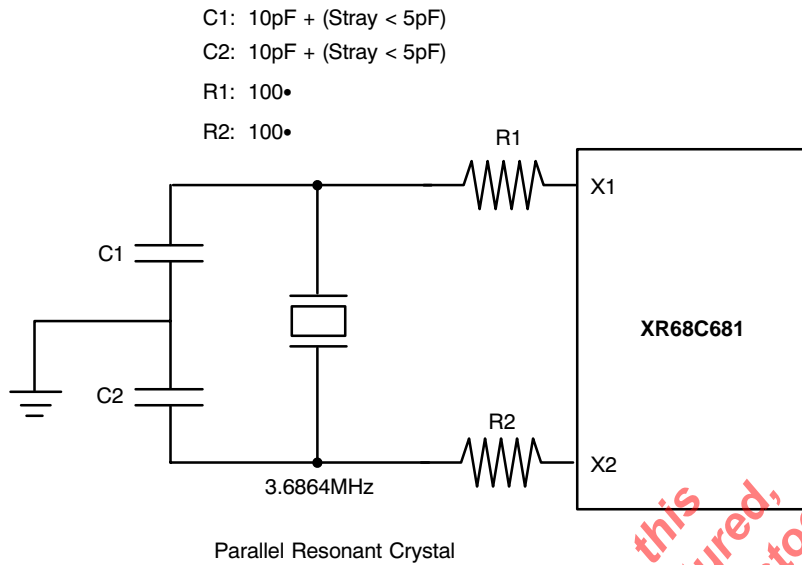 C1: 10pF + (Stray < 5pF)
C2: 10pF + (Stray < 5pF)
R1: 100•
R2: 100•
R1
X1
C1
XR68C681
C2
R2
X2
3.6864MHz
Parallel Resonant Crystal
this